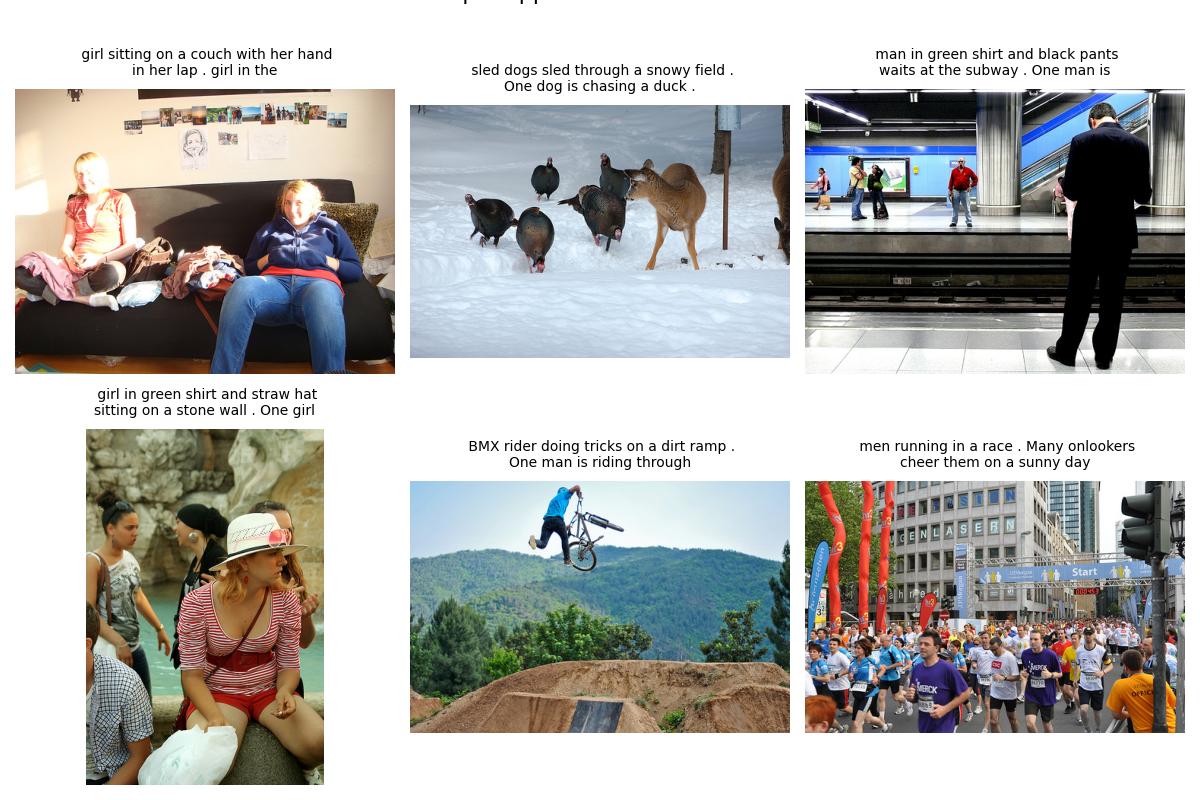 girl sitting on a couch with her hand
in her lap . girl in the
sled dogs sled through a snowy field .
One dog is chasing a duck .
man in green shirt and black pants
waits at the subway . One man is
girl in green shirt and straw hat
sitting on a stone wall . One girl
BMX rider doing tricks on a dirt ramp .
One man is riding through
men running in a race . Many onlookers
cheer them on a sunny day
GENLASERN
Start
MERCK
MERCK